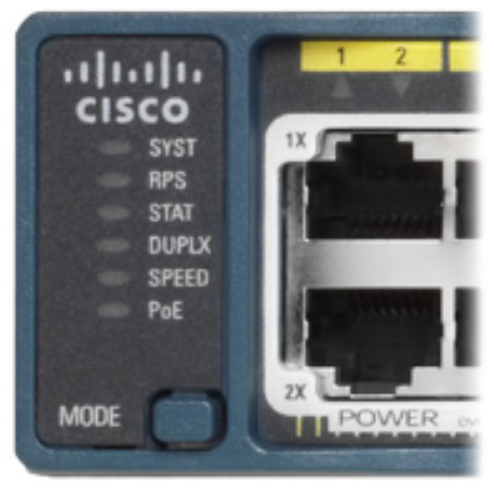 CISCO
SYST
RPS
STAT
DUPLX
SPEED
PoE
MODE
1 2
1X
2X
POWER